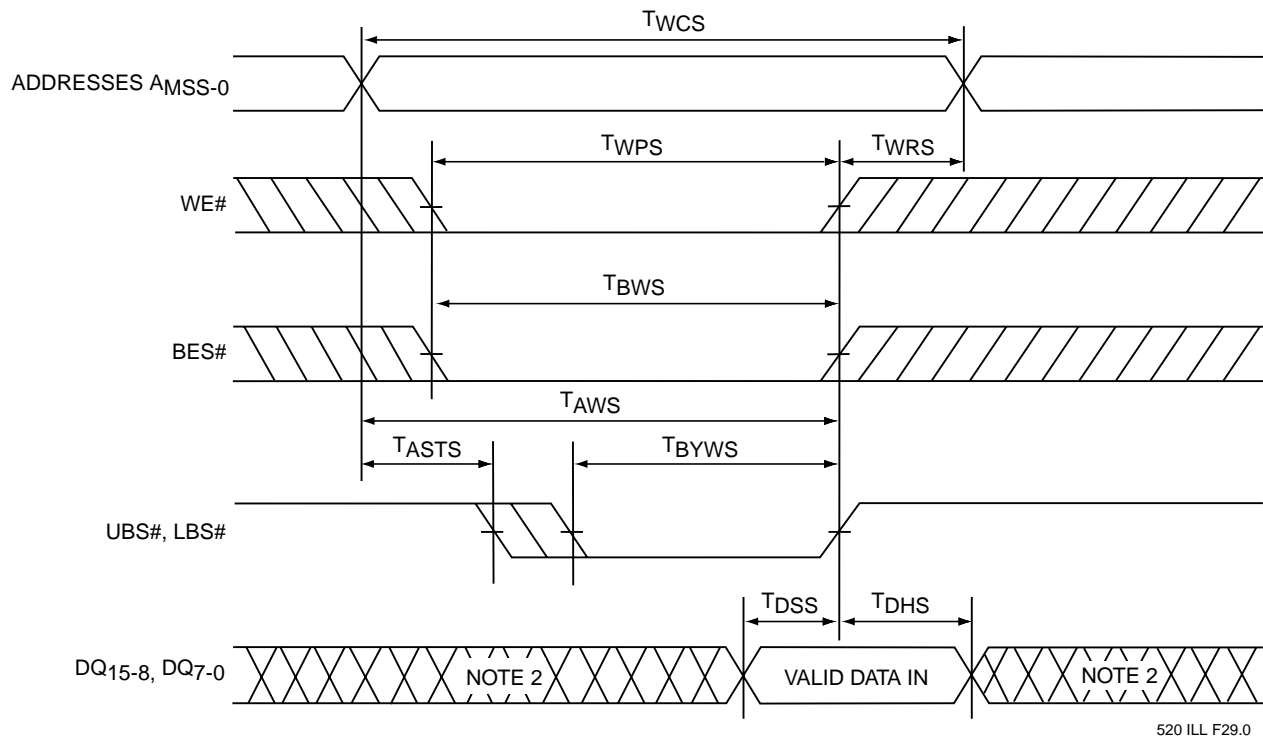 TWCS
ADDRESSES AMSS-0
TWPS
TWRS
WE#
TBWS
BES#
TAWS
TASTS
TBYWS
UBS#, LBS#
TDSS
TDHS
DQ15-8, DQ7-0
NOTE 2
VALID DATA IN
NOTE 2
520 ILL F29.0